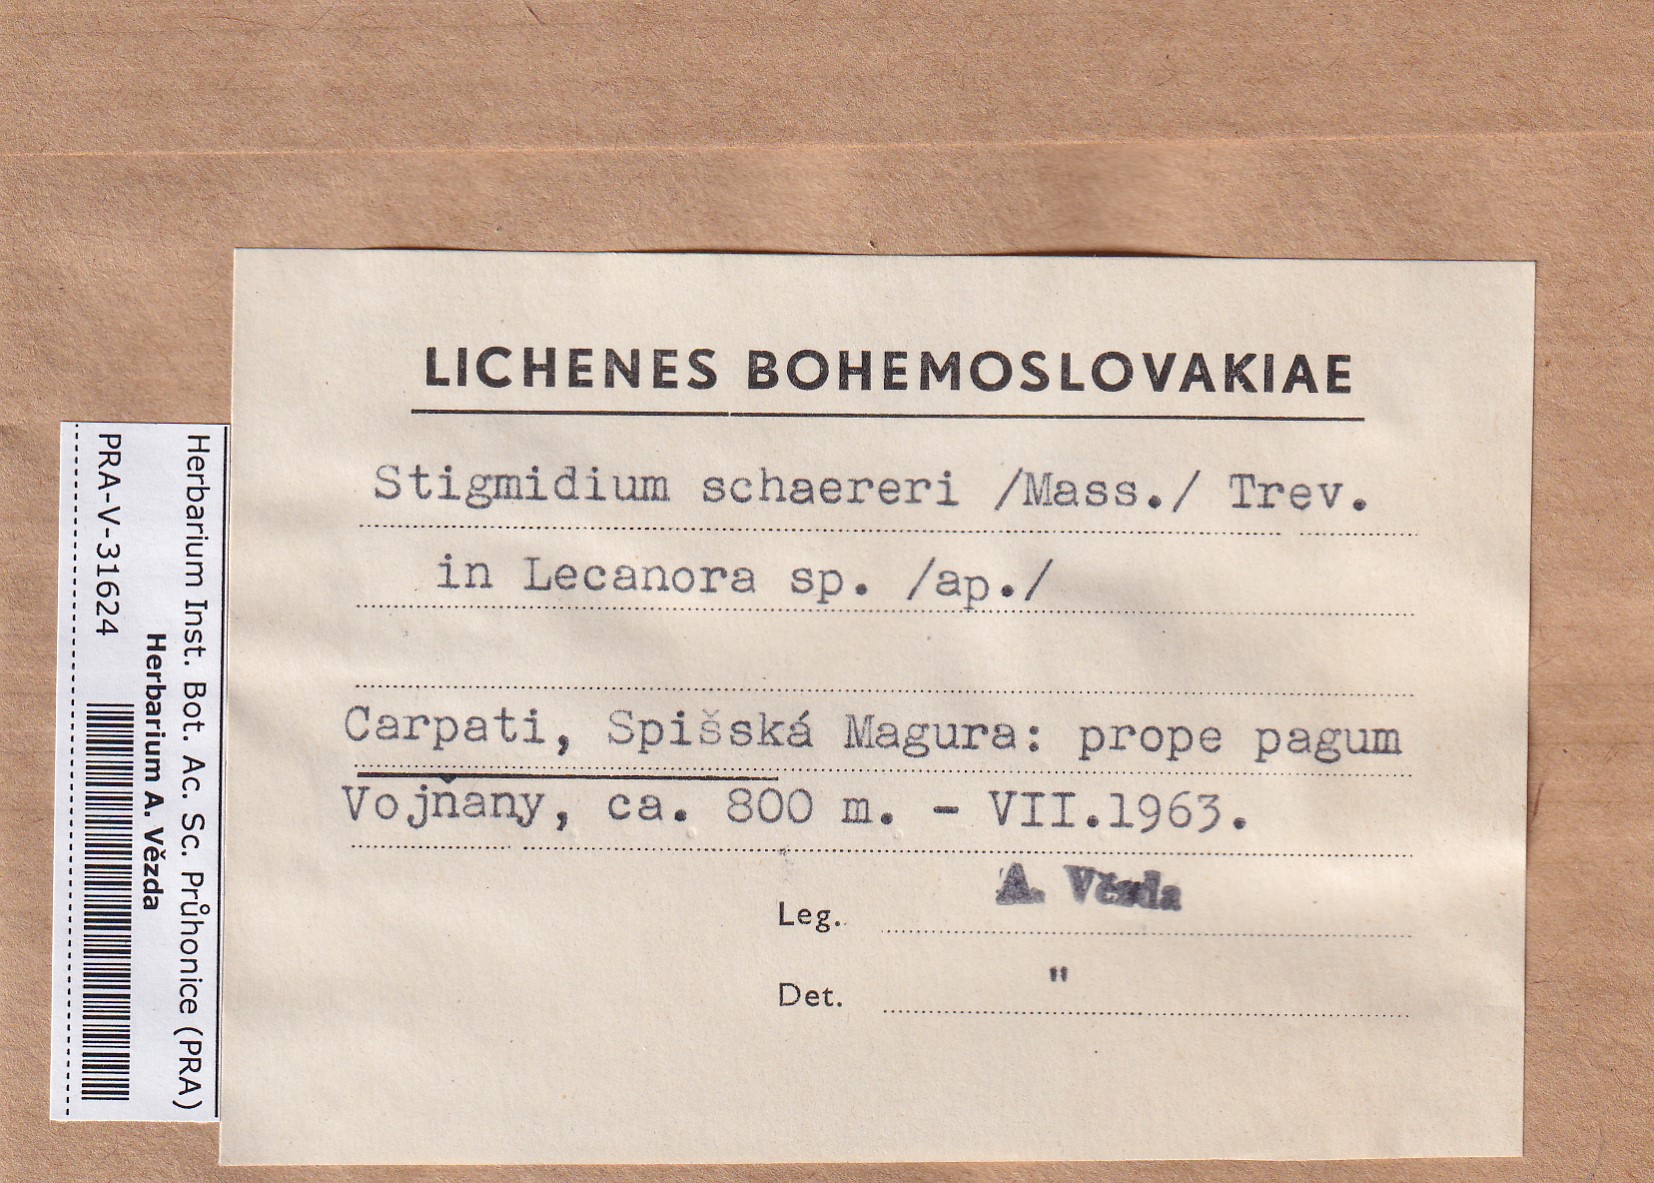 LICHENES BOHEMOSLOVAKIAE
Stigmidium schaereri /Mass./ Trev.
in Lecanora sp. /ap./
Carpati, Spišská Magura: prope pagum
Vojňany, ca. 800 m. - VII.1963.
Leg. A. Vězda
Det. "
Herbarium Inst. Bot. Ac. Sc. Průhonice (PRA)
Herbarium A. Vězda
PRA-V-31624